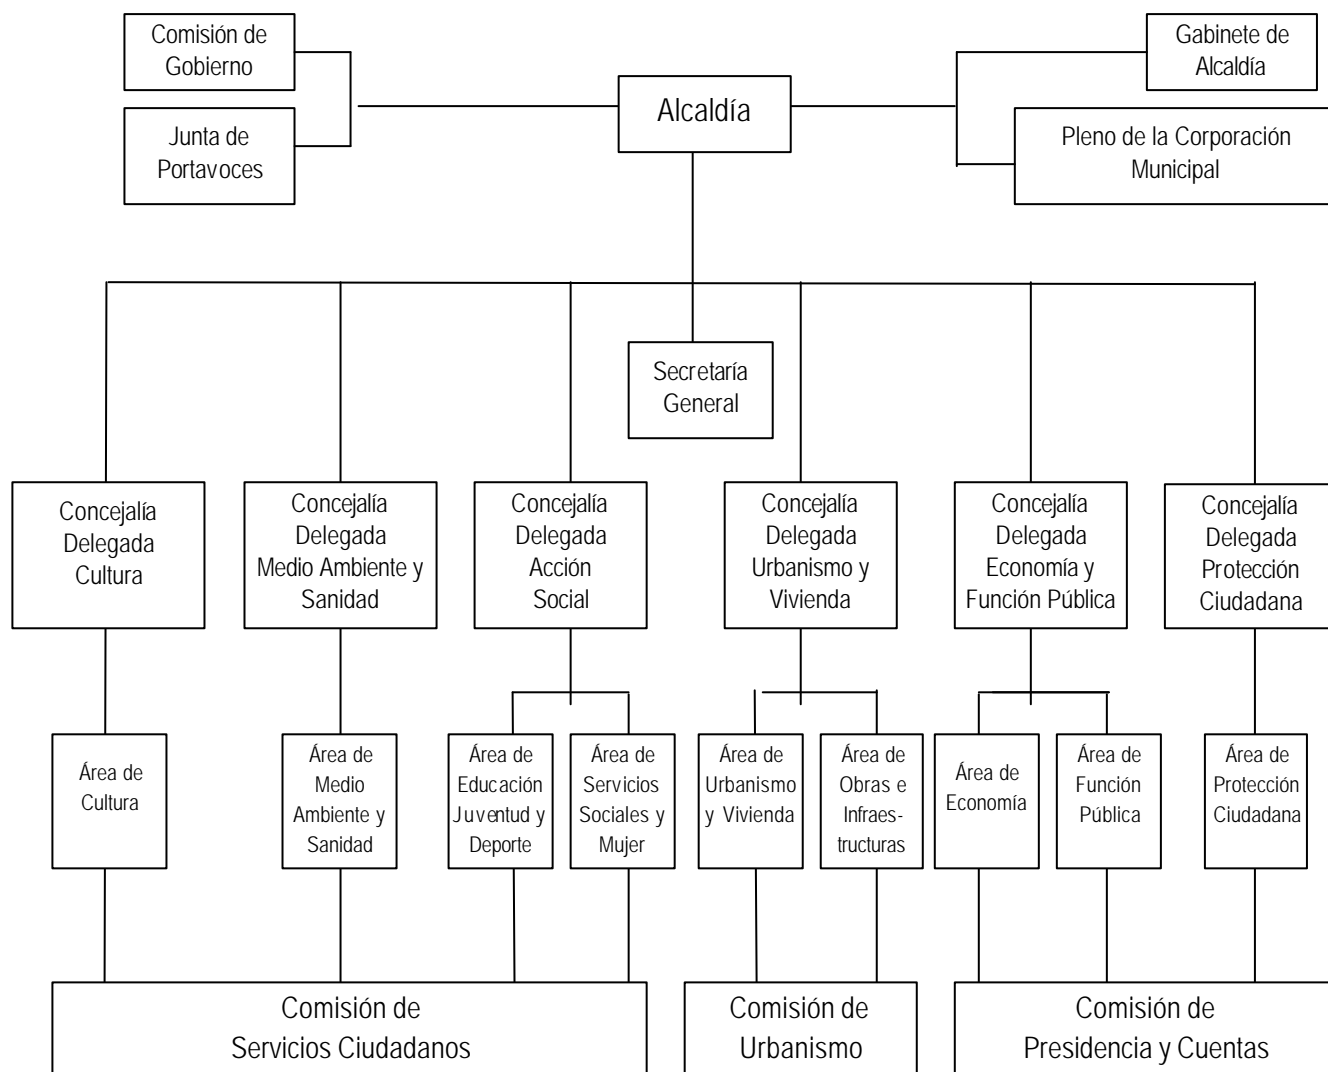 Comisión de
Gobierno
Gabinete de
Alcaldía
Alcaldía
Junta de
Portavoces
Pleno de la Corporación
Municipal
Secretaría
General
Concejalía
Delegada
Cultura
Concejalía
Delegada
Medio Ambiente y
Sanidad
Concejalía
Delegada
Acción
Social
Concejalía
Delegada
Urbanismo y
Vivienda
Concejalía
Delegada
Economía y
Función Pública
Concejalía
Delegada
Protección
Ciudadana
Área de
Cultura
Área de
Medio
Ambiente y
Sanidad
Área de
Educación
Juventud y
Deporte
Área de
Servicios
Sociales y
Mujer
Área de
Urbanismo
y Vivienda
Área de
Obras e
Infraes-
tructuras
Área de
Economía
Área de
Función
Pública
Área de
Protección
Ciudadana
Comisión de
Servicios Ciudadanos
Comisión de
Urbanismo
Comisión de
Presidencia y Cuentas